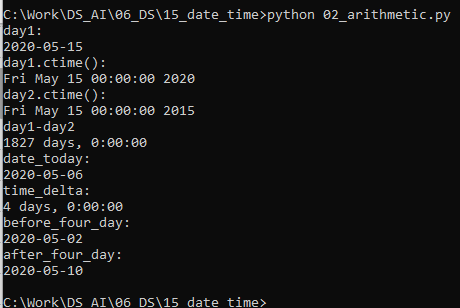 C:\Work\DS_AI\06_DS\15_date_time>python 02_arithmetic.py
day1:
2020-05-15
day1.ctime():
Fri May 15 00:00:00 2020
day2.ctime():
Fri May 15 00:00:00 2015
day1-day2
1827 days, 0:00:00
date_today:
2020-05-06
time_delta:
4 days, 0:00:00
before_four_day:
2020-05-02
after_four_day:
2020-05-10
C:\Work\DS_AI\06_DS\15_date_time>